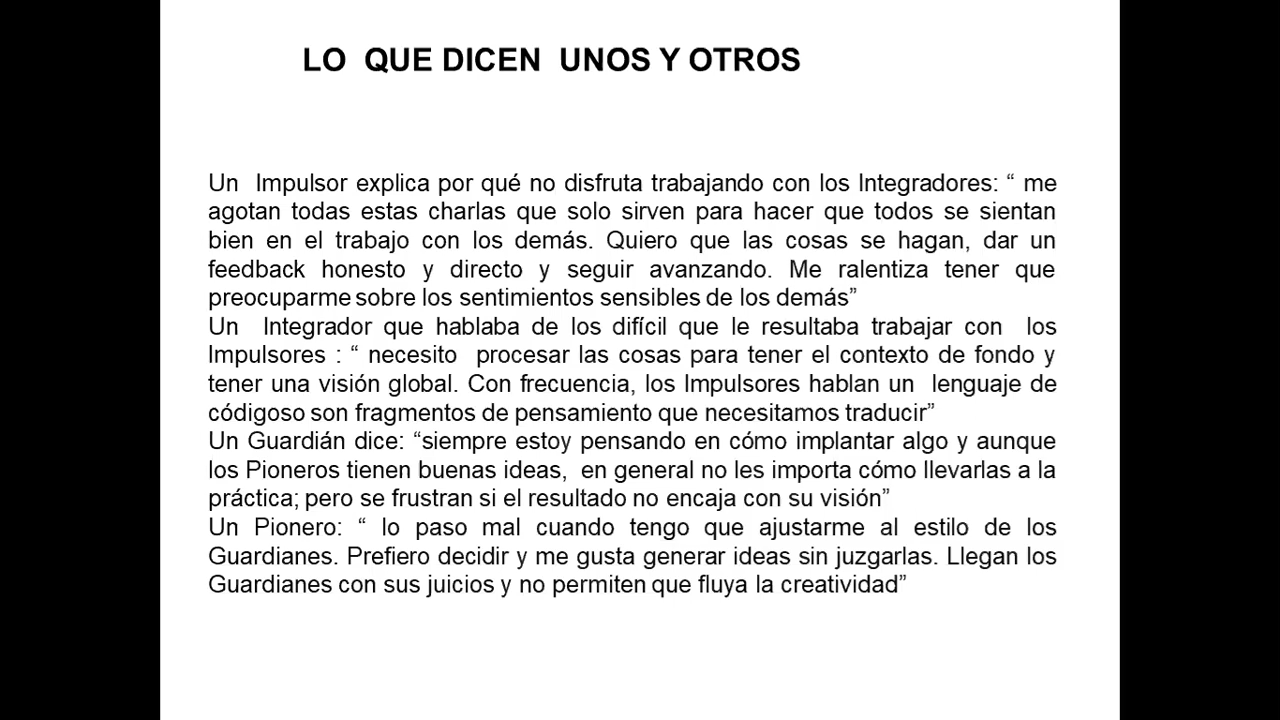 LO QUE DICEN UNOS Y OTROS
Un Impulsor explica por qué no disfruta trabajando con los Integradores: “ me
agotan todas estas charlas que solo sirven para hacer que todos se sientan
bien en el trabajo con los demás. Quiero que las cosas se hagan, dar un
feedback honesto y directo y seguir avanzando. Me ralentiza tener que
preocuparme sobre los sentimientos sensibles de los demás”
Un Integrador que hablaba de los difícil que le resultaba trabajar con los
Impulsores : “ necesito procesar las cosas para tener el contexto de fondo y
tener una visión global. Con frecuencia, los Impulsores hablan un lenguaje de
códigoso son fragmentos de pensamiento que necesitamos traducir”
Un Guardián dice: “siempre estoy pensando en cómo implantar algo y aunque
los Pioneros tienen buenas ideas, en general no les importa cómo llevarlas a la
práctica; pero se frustran si el resultado no encaja con su visión”
Un Pionero: “ lo paso mal cuando tengo que ajustarme al estilo de los
Guardianes. Prefiero decidir y me gusta generar ideas sin juzgarlas. Llegan los
Guardianes con sus juicios y no permiten que fluya la creatividad”